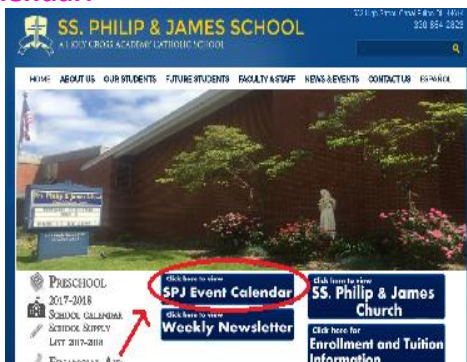 SS. PHILIP & JAMES SCHOOL
A HOLY CROSS ACADEMY CATHOLIC SCHOOL
HOME ABOUT US OUR STUDENTS FUTURE STUDENTS FACULTY & STAFF NEWS & EVENTS CONTACT US ESPAÑOL
PRESCHOOL
2017-2018
SCHOOL CALENDAR
SCHOOL SUPPLY
LIST 2017-2018
Click here to view
SPJ Event Calendar
Click here to view
Weekly Newsletter
Click here to view
SS. Philip & James
Church
Click here for
Enrollment and Tuition
Information